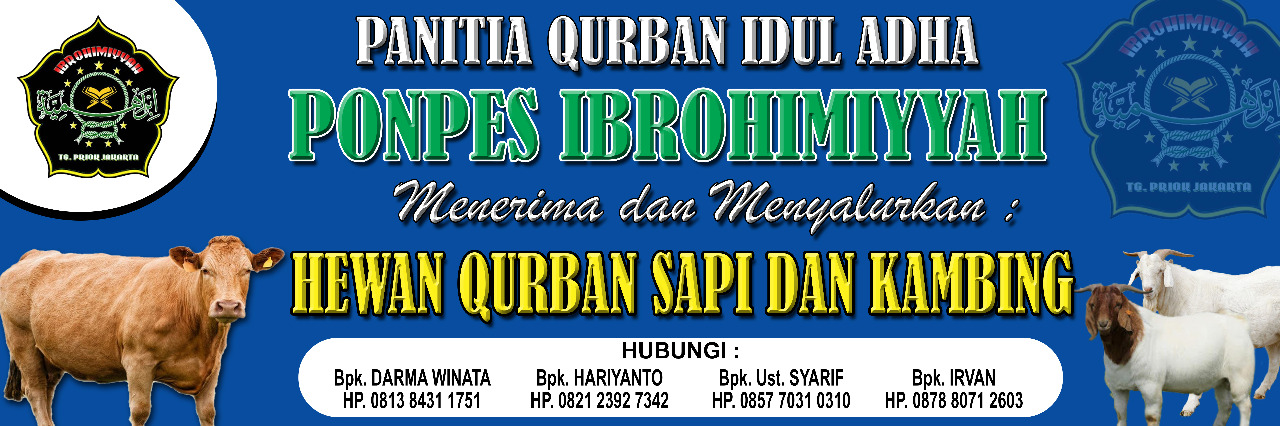 IBROHIMIYYAH
TG. PRIOK JAKARTA
PANITIA QURBAN IDUL ADHA
PONPES IBROHIMIYYAH
Menerima dan Menyalurkan :
HEWAN QURBAN SAPI DAN KAMBING
HUBUNGI :
Bpk. DARMA WINATA
HP. 0813 8431 1751
Bpk. HARIYANTO
HP. 0821 2392 7342
Bpk. Ust. SYARIF
HP. 0857 7031 0310
Bpk. IRVAN
HP. 0878 8071 2603
IBROHIMIYYAH
TG. PRIOK JAKARTA